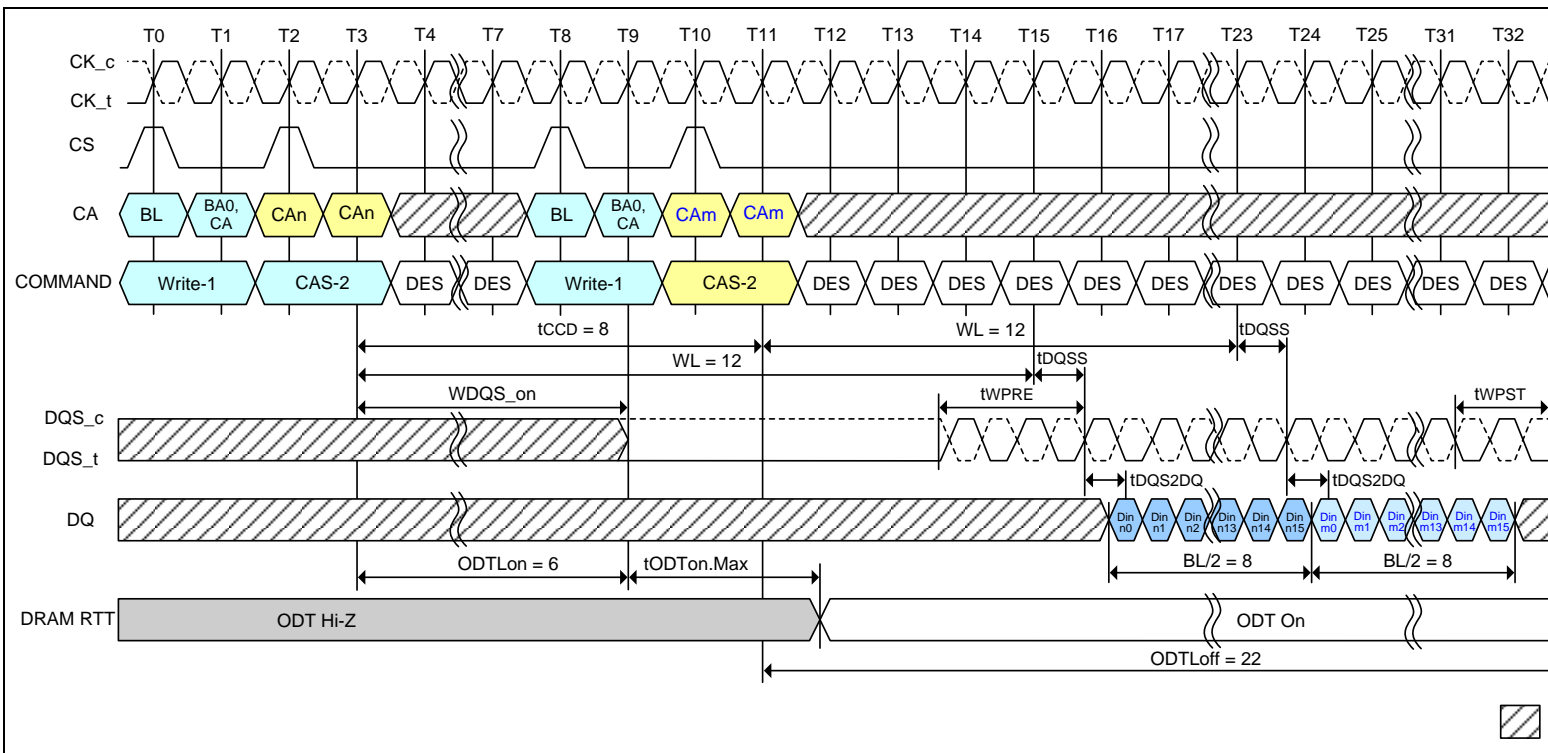 T0 T1 T2 T3 T4 T7 T8 T9 T10 T11 T12 T13 T14 T15 T16 T17 T23 T24 T25 T31 T32
CK_c
CK_t
CS
CA BL BA0, CA CAn CAn BL BA0, CA CAm CAm
COMMAND Write-1 CAS-2 DES DES Write-1 CAS-2 DES DES DES DES DES DES DES DES DES DES DES
tCCD = 8 WL = 12 tDQSS
WL = 12 tDQSS
WDQS_on tWPRE tWPST
DQS_c
DQS_t
tDQS2DQ tDQS2DQ
DQ Din n0 Din n1 Din n2 Din n13 Din n14 Din n15 Din m0 Din m1 Din m2 Din m13 Din m14 Din m15
ODTLon = 6 tODTon.Max BL/2 = 8 BL/2 = 8
DRAM RTT ODT Hi-Z ODT On
ODTLoff = 22